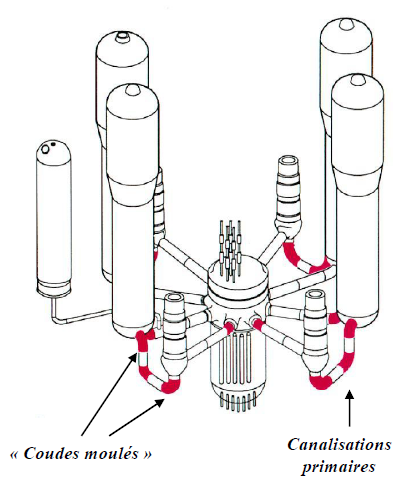 « Coudes moulés »
Canalisations
primaires